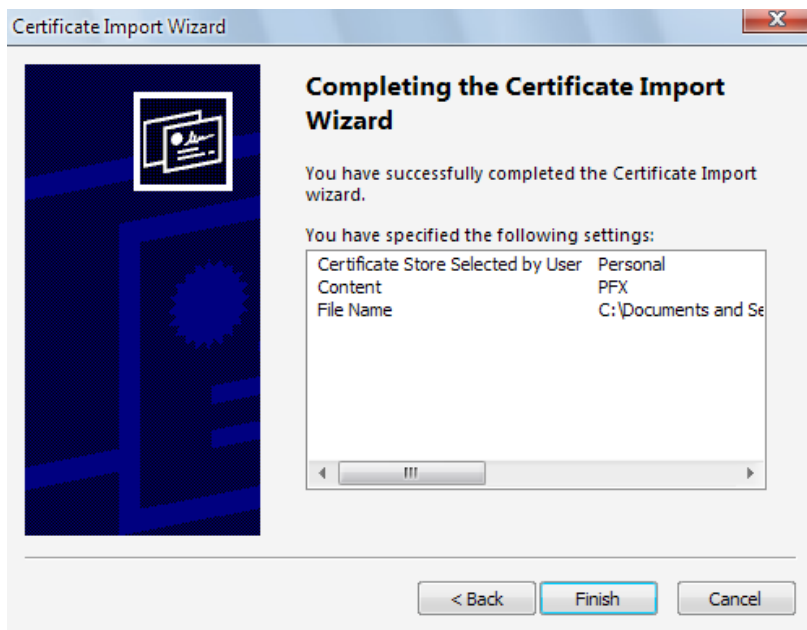 Certificate Import Wizard
Completing the Certificate Import
Wizard
You have successfully completed the Certificate Import
wizard.
You have specified the following settings:
Certificate Store Selected by User Personal
Content PFX
File Name C:\Documents and Se
< Back Finish Cancel